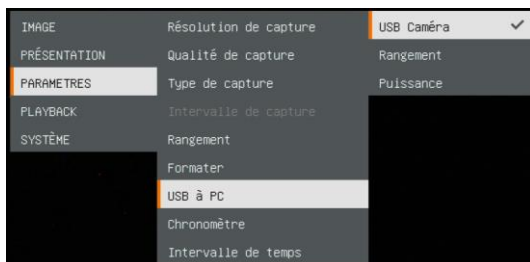 IMAGE
PRÉSENTATION
PARAMETRES
PLAYBACK
SYSTÈME
Résolution de capture
Qualité de capture
Type de capture
Intervalle de capture
Rangement
Formater
USB à PC
Chronomètre
Intervalle de temps
USB Caméra
Rangement
Puissance